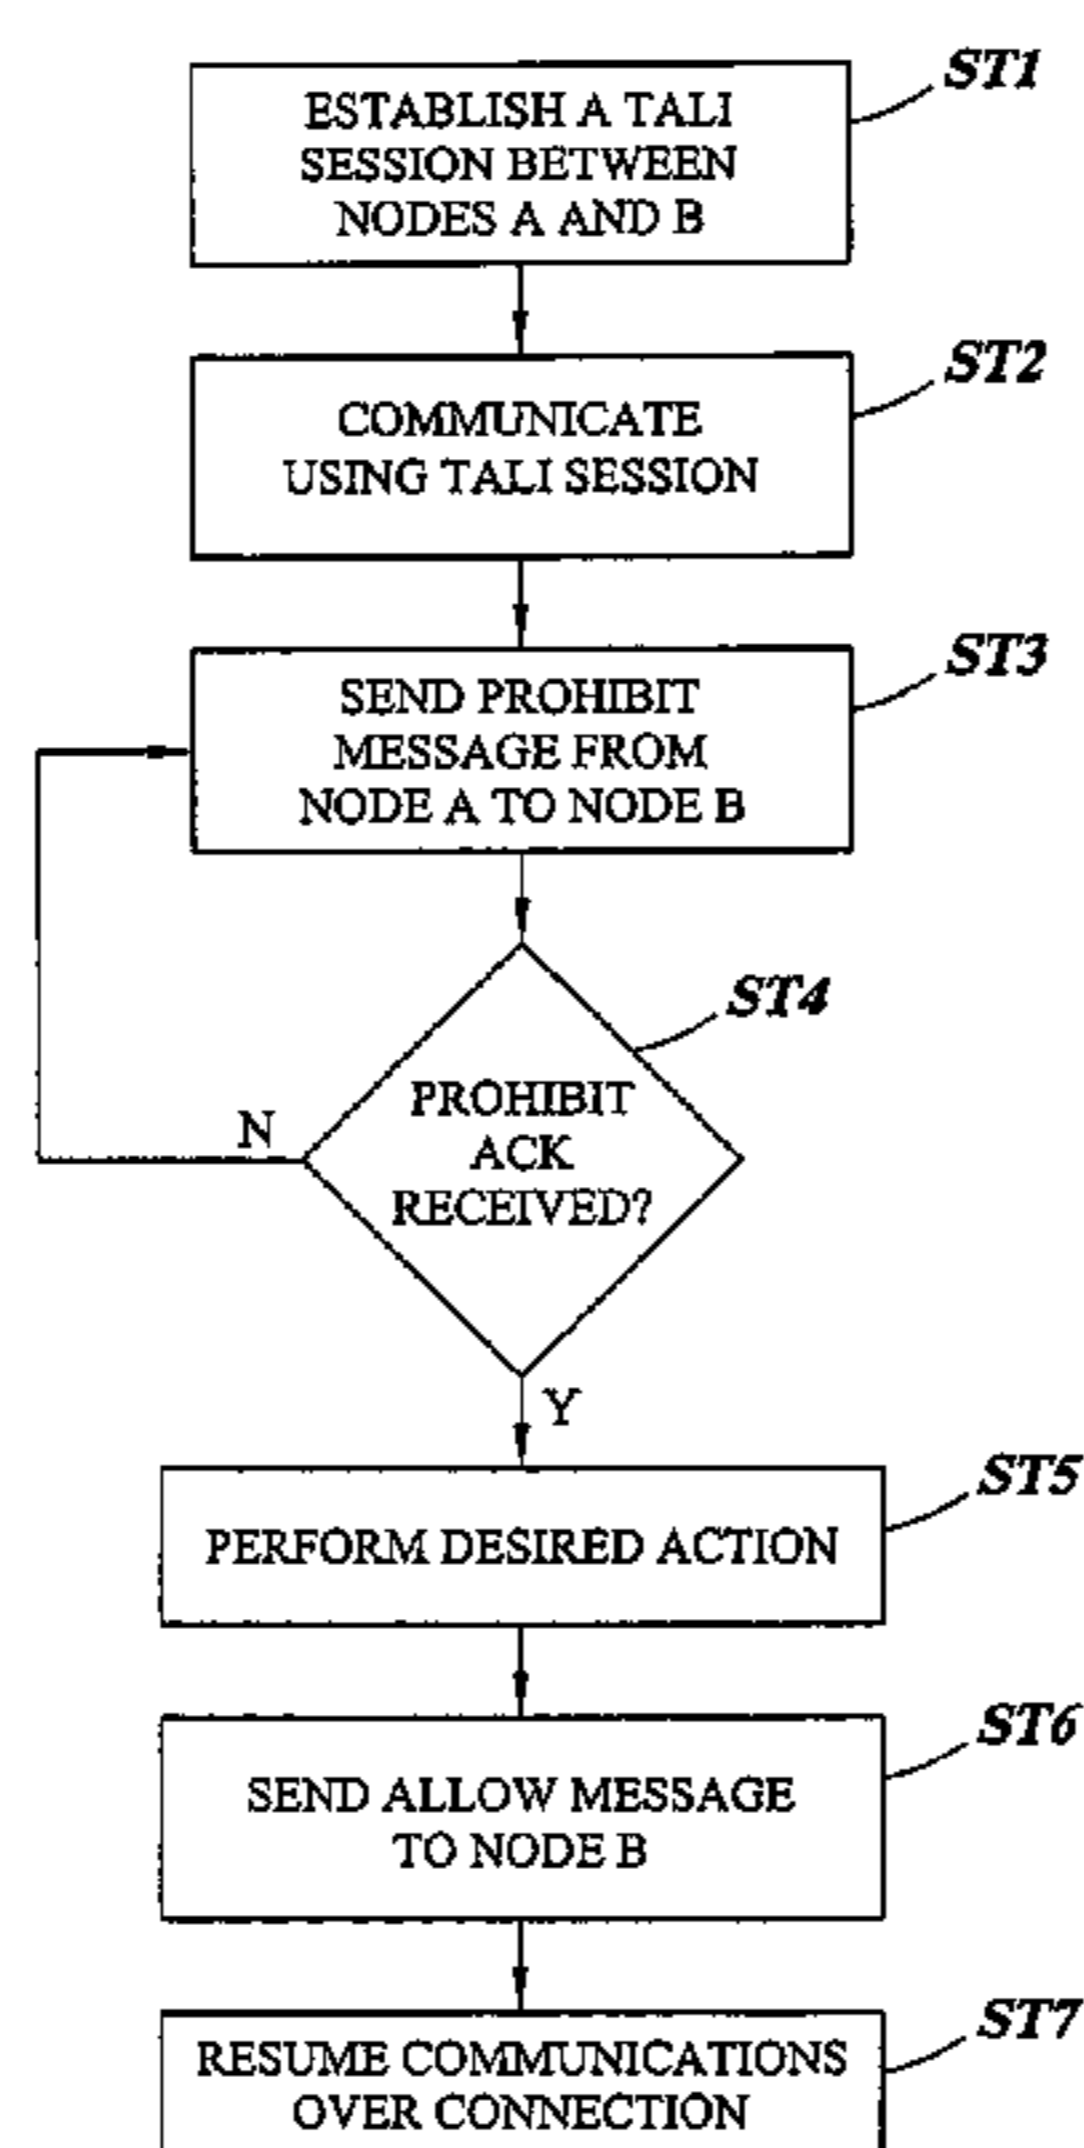 ST1
ESTABLISH A TALI
SESSION BETWEEN
NODES A AND B
ST2
COMMUNICATE
USING TALI SESSION
ST3
SEND PROHIBIT
MESSAGE FROM
NODE A TO NODE B
ST4
PROHIBIT
ACK
RECEIVED?
N
Y
ST5
PERFORM DESIRED ACTION
ST6
SEND ALLOW MESSAGE
TO NODE B
ST7
RESUME COMMUNICATIONS
OVER CONNECTION